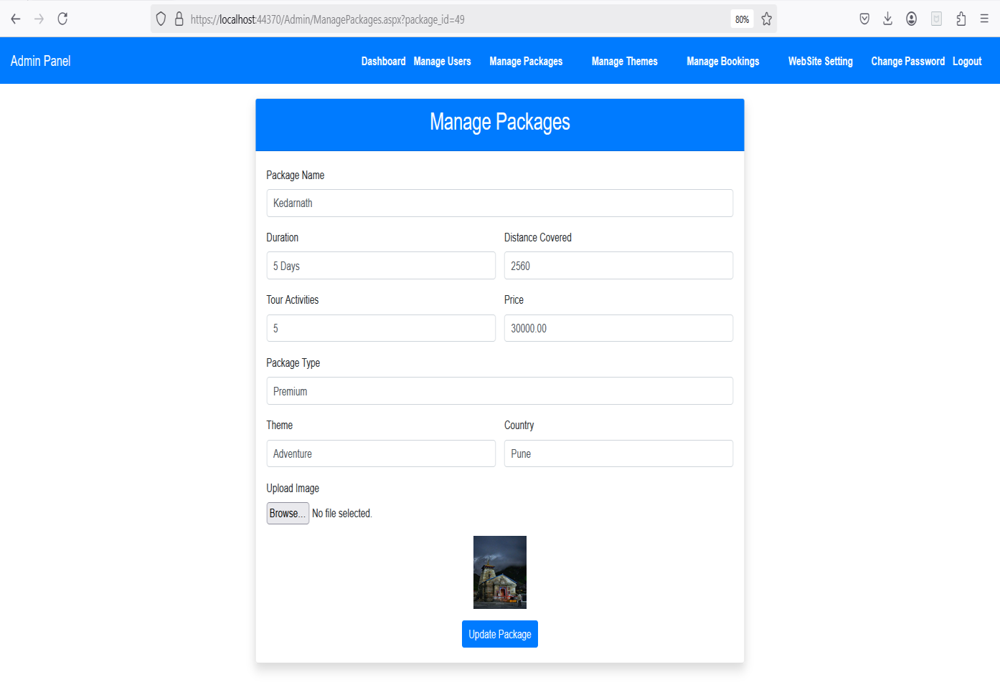 https://localhost:44370/Admin/ManagePackages.aspx?package_id=49 80%
Admin Panel Dashboard Manage Users Manage Packages Manage Themes Manage Bookings WebSite Setting Change Password Logout
Manage Packages
Package Name
Kedarnath
Duration Distance Covered
5 Days 2560
Tour Activities Price
5 30000.00
Package Type
Premium
Theme Country
Adventure Pune
Upload Image
Browse... No file selected.
Update Package